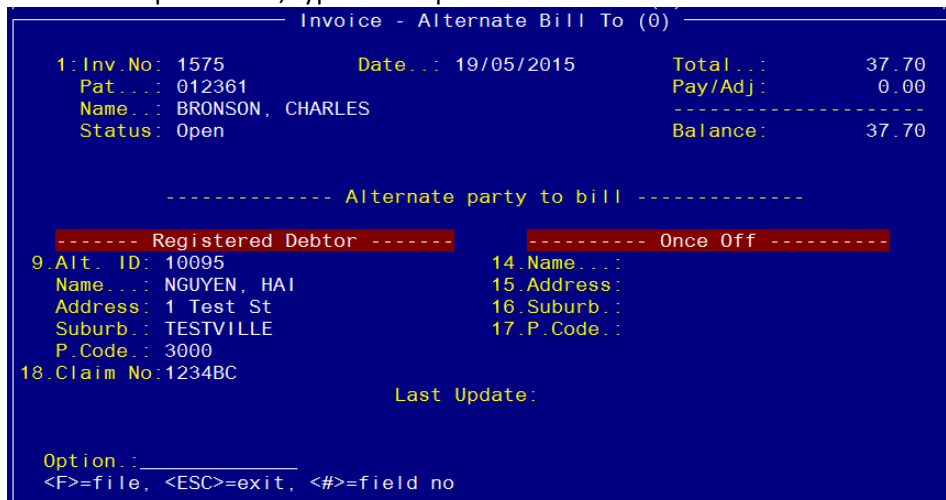 Invoice - Alternate Bill To (0)
1:Inv.No: 1575 Date..: 19/05/2015 Total..: 37.70
Pat...: 012361 Pay/Adj: 0.00
Name..: BRONSON, CHARLES ----------------------
Status: Open Balance: 37.70
-------------- Alternate party to bill --------------
------- Registered Debtor ------- ---------- Once Off ----------
9.Alt. ID: 10095 14.Name...:
Name...: NGUYEN, HAI 15.Address:
Address: 1 Test St 16.Suburb.:
Suburb.: TESTVILLE 17.P.Code.:
P.Code.: 3000
18.Claim No:1234BC
Last Update:
Option.:______________
<F>=file, <ESC>=exit, <#>=field no